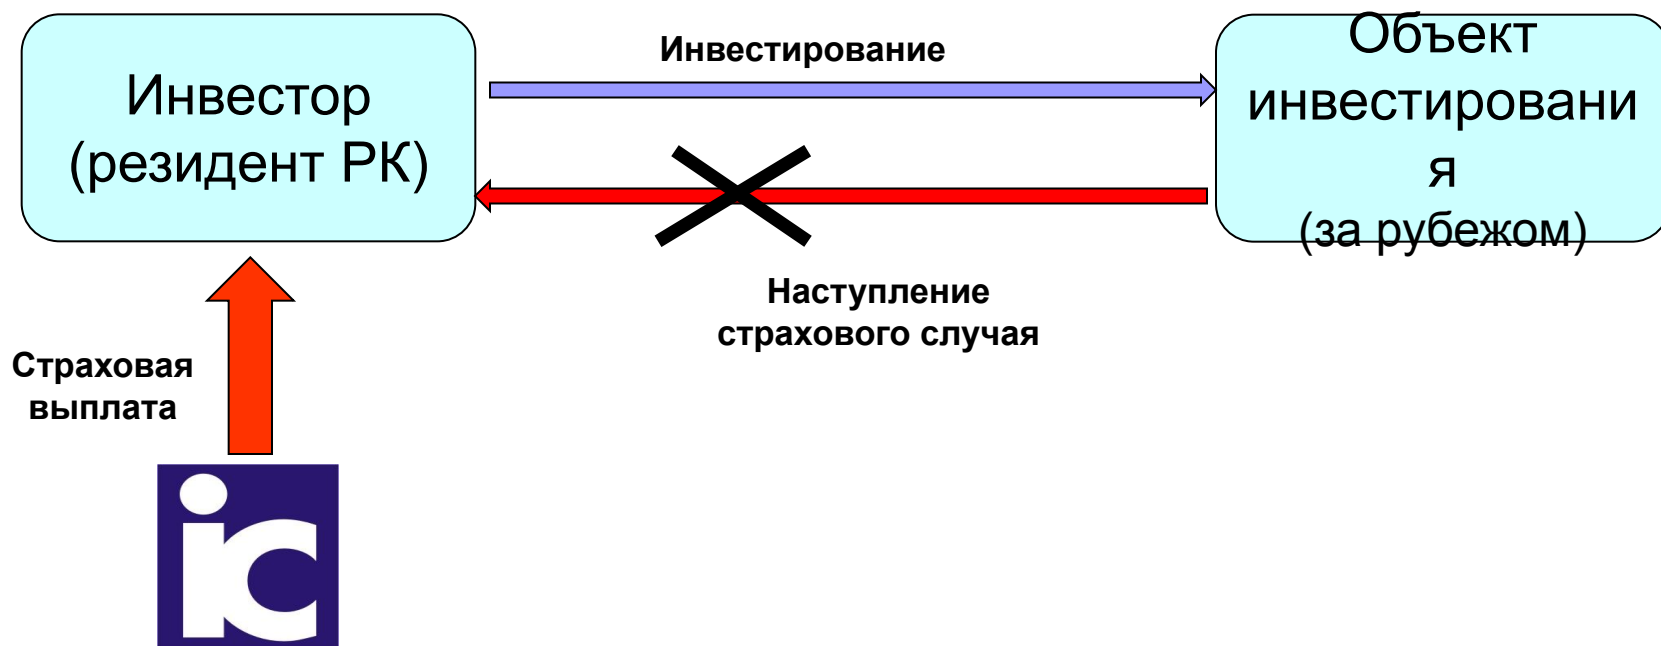 Инвестор
(резидент РК)
Инвестирование
Объект
инвестировани
я
(за рубежом)
Наступление
страхового случая
Страховая
выплата
ic